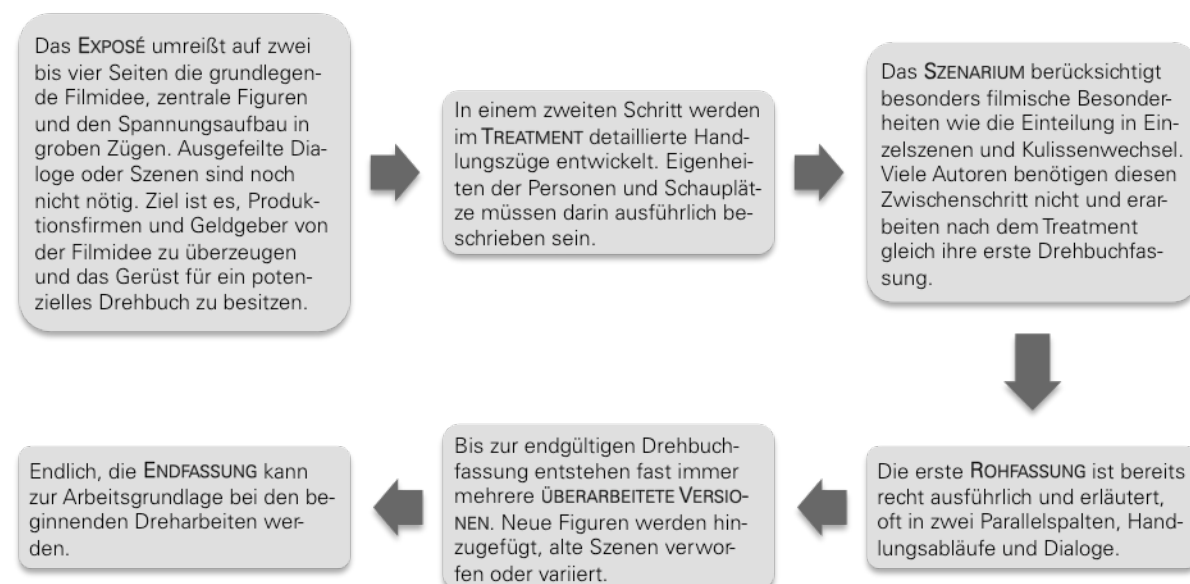 Das EXPOSÉ umreißt auf zwei
bis vier Seiten die grundlegen-
de Filmidee, zentrale Figuren
und den Spannungsaufbau in
groben Zügen. Ausgefeilte Dia-
loge oder Szenen sind noch
nicht nötig. Ziel ist es, Produk-
tionsfirmen und Geldgeber von
der Filmidee zu überzeugen
und das Gerüst für ein poten-
zielles Drehbuch zu besitzen.
In einem zweiten Schritt werden
im TREATMENT detaillierte Hand-
lungszüge entwickelt. Eigenhei-
ten der Personen und Schauplät-
ze müssen darin ausführlich be-
schrieben sein.
Das SZENARIUM berücksichtigt
besonders filmische Besonder-
heiten wie die Einteilung in Ein-
zelszenen und Kulissenwechsel.
Viele Autoren benötigen diesen
Zwischenschritt nicht und erar-
beiten nach dem Treatment
gleich ihre erste Drehbuchfas-
sung.
Die erste ROHFASSUNG ist bereits
recht ausführlich und erläutert,
oft in zwei Parallelspalten, Hand-
lungsabläufe und Dialoge.
Bis zur endgültigen Drehbuch-
fassung entstehen fast immer
mehrere ÜBERARBEITETE VERSIO-
NEN. Neue Figuren werden hin-
zugefügt, alte Szenen verwor-
fen oder variiert.
Endlich, die ENDFASSUNG kann
zur Arbeitsgrundlage bei den be-
ginnenden Dreharbeiten wer-
den.